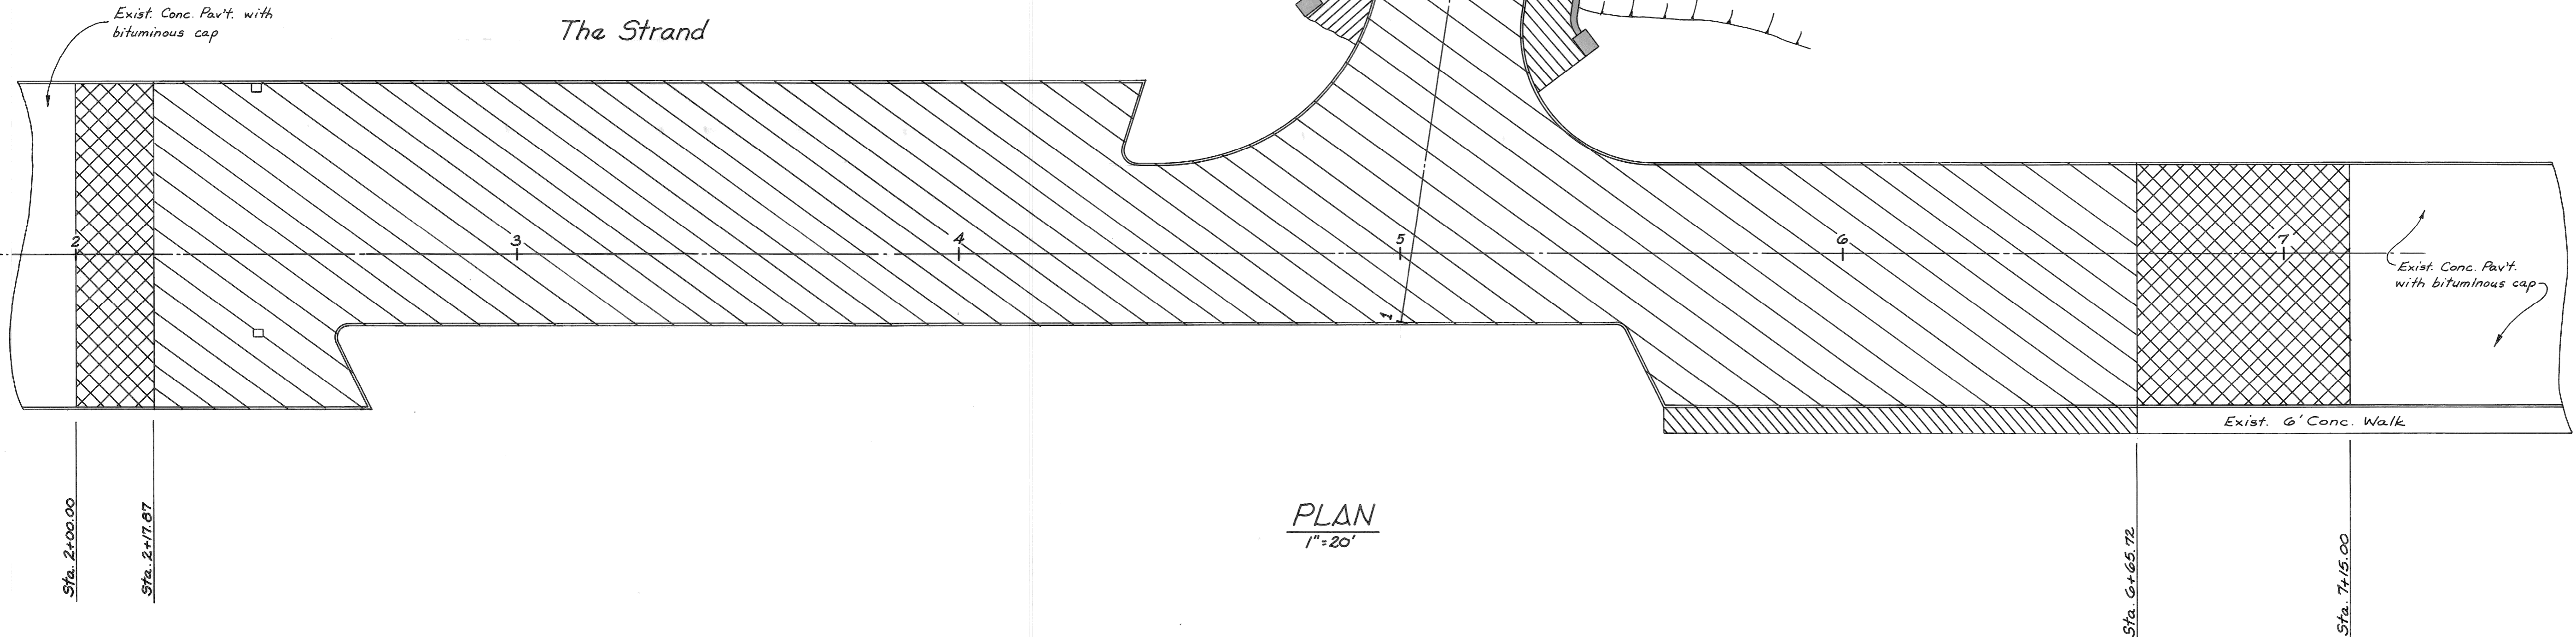 Exist. Conc. Pav't. with
bituminous cap
The Strand
2
3
4
5
6
7
1
Exist. Conc. Pav't.
with bituminous cap
Exist. 6' Conc. Walk
Sta. 2+00.00
Sta. 2+17.87
PLAN
1"=20'
Sta. 6+65.72
Sta. 7+15.00